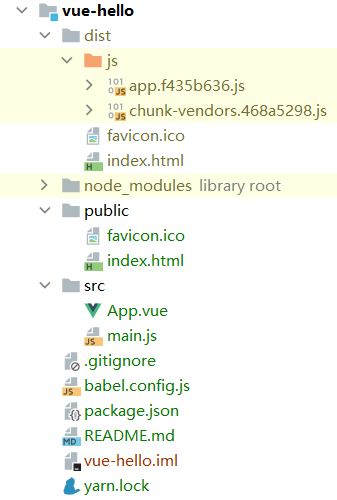 vue-hello
dist
js
app.f435b636.js
chunk-vendors.468a5298.js
favicon.ico
index.html
node_modules library root
public
favicon.ico
index.html
src
App.vue
main.js
.gitignore
babel.config.js
package.json
README.md
vue-hello.iml
yarn.lock